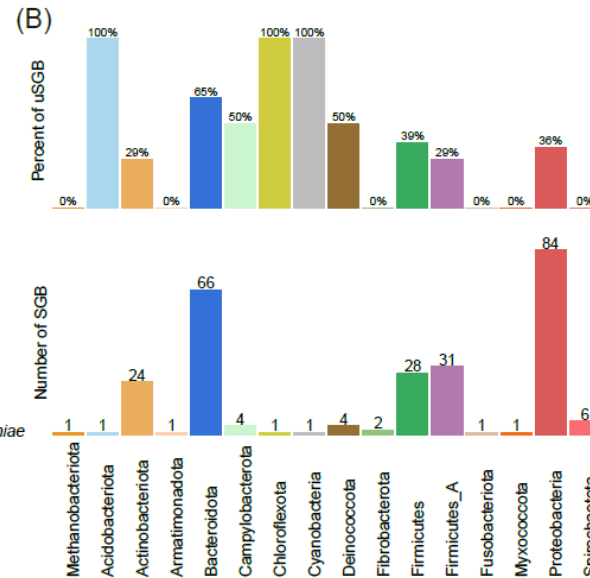 (B)
Percent of uSGB
0% 100% 29% 0% 65% 50% 100% 100% 50% 0% 39% 29% 0% 0% 36% 0%
Number of SGB
1 1 24 1 66 4 1 1 4 2 28 31 1 1 84 6
niae
Methanobacteriota
Acidobacteriota
Actinobacteriota
Armatimonadota
Bacteroidota
Campylobacterota
Chloroflexota
Cyanobacteria
Deinococcota
Fibrobacterota
Firmicutes
Firmicutes_A
Fusobacteriota
Myxococcota
Proteobacteria